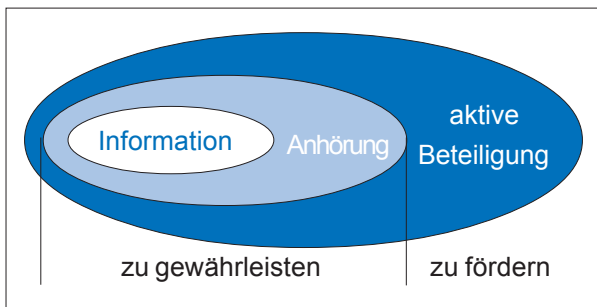 Information
Anhörung
aktive
Beteiligung
zu gewährleisten
zu fördern